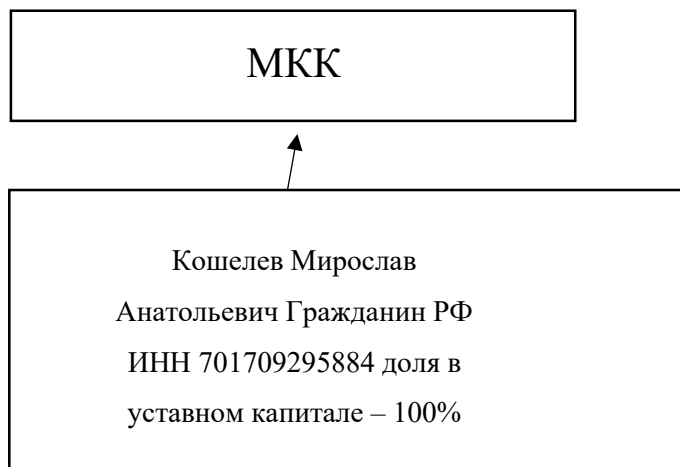 МКК
Кошелев Мирослав
Анатольевич Гражданин РФ
ИНН 701709295884 доля в
уставном капитале – 100%